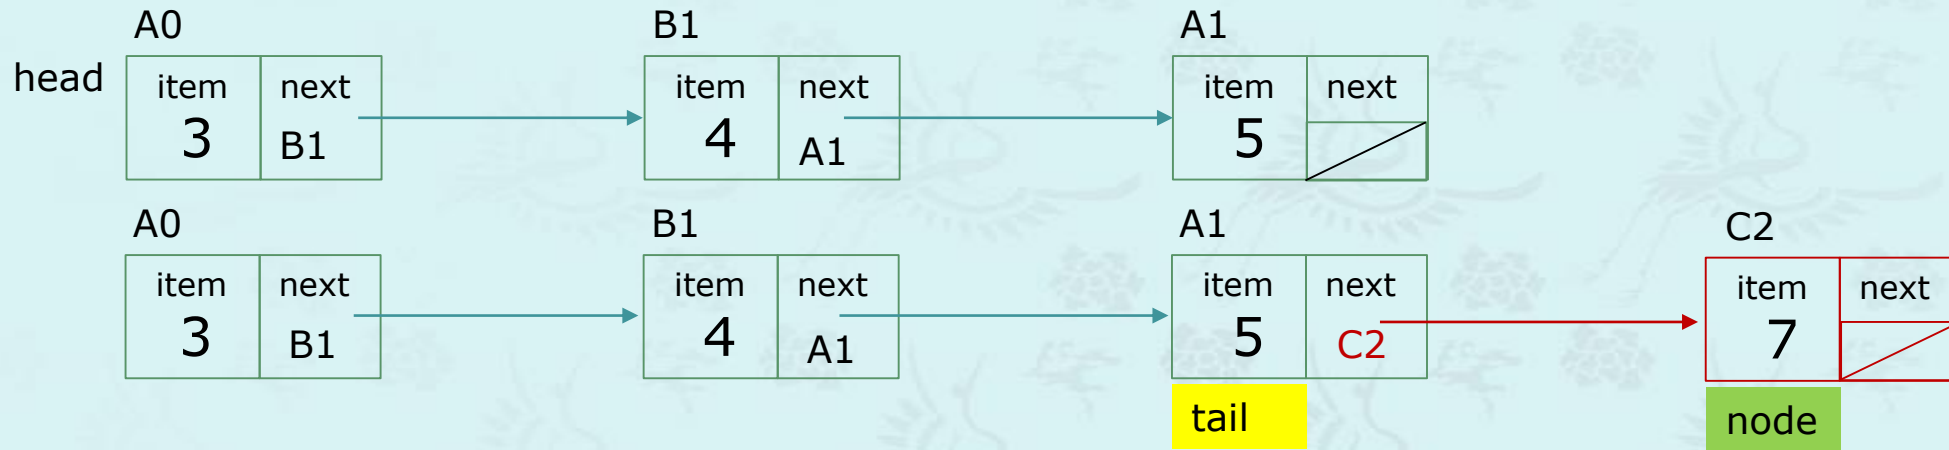 A0 B1 A1
head item next item next item next
3 B1 4 A1 5
A0 B1 A1 C2
item next item next item next item next
3 B1 4 A1 5 C2 7
tail node